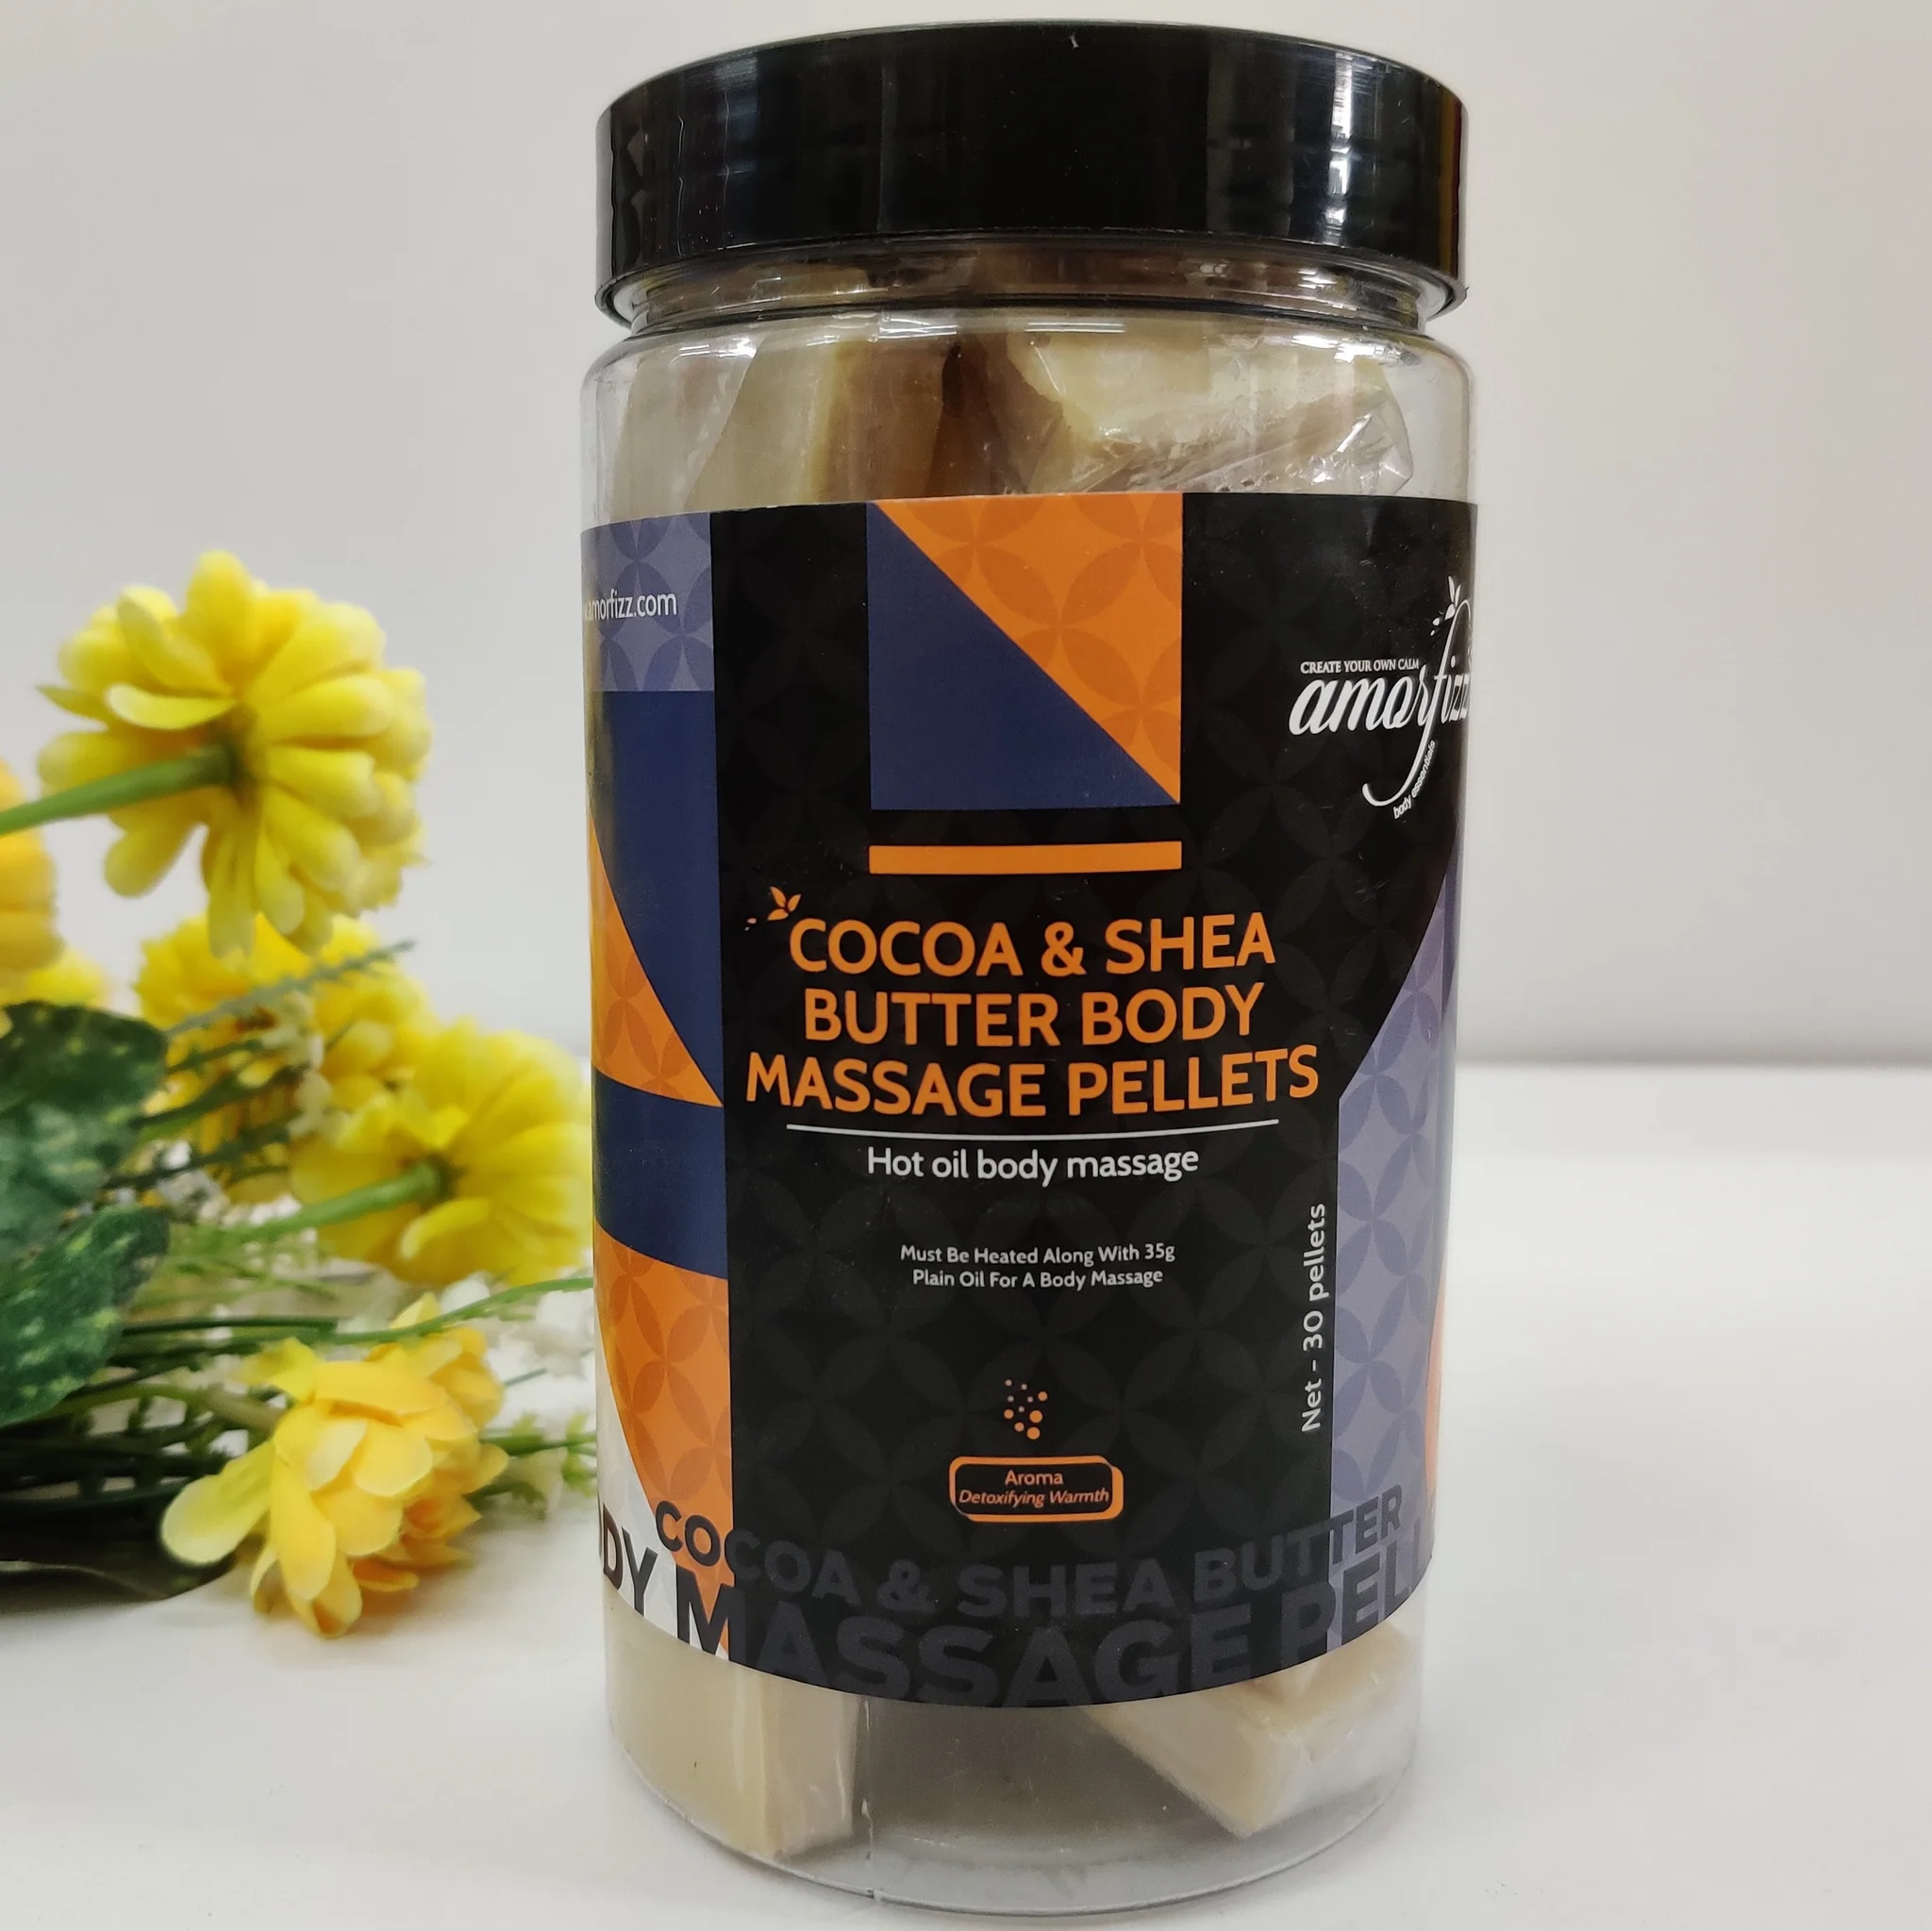 amorfizz.com
CREATE YOUR OWN CALM
amorfizz
body essentials
COCOA & SHEA
BUTTER BODY
MASSAGE PELLETS
Hot oil body massage
Must Be Heated Along With 35g
Plain Oil For A Body Massage
Net - 30 pellets
Aroma
Detoxifying Warmth
COCOA & SHEA BUTTER
MASSAGE